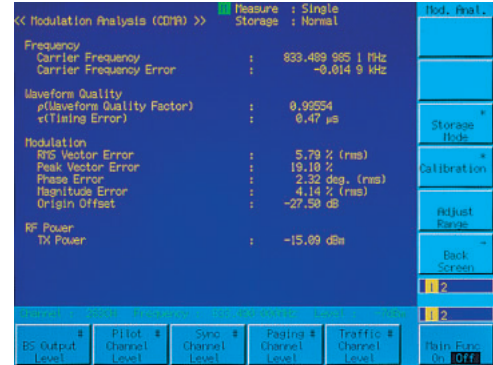 Measure : Single
Mod. Anal.
<< Modulation Analysis (CDMA) >>
Storage : Normal
Frequency
Carrier Frequency : 833.489 985 1 MHz
Carrier Frequency Error : -0.014 9 kHz
Waveform Quality
ρ(Waveform Quality Factor) : 0.99554
τ(Timing Error) : 0.47 μs
Modulation
RMS Vector Error : 5.79 % (rms)
Peak Vector Error : 19.10 %
Phase Error : 2.32 deg. (rms)
Magnitude Error : 4.14 % (rms)
Origin Offset : -27.50 dB
RF Power
TX Power : -15.09 dBm
*
Storage
Mode
*
Calibration
Adjust
Range
Back
Screen
1 2
1 2
#
BS Output
Level
Pilot #
Channel
Level
Sync #
Channel
Level
Paging #
Channel
Level
Traffic #
Channel
Level
Main Func
On Off